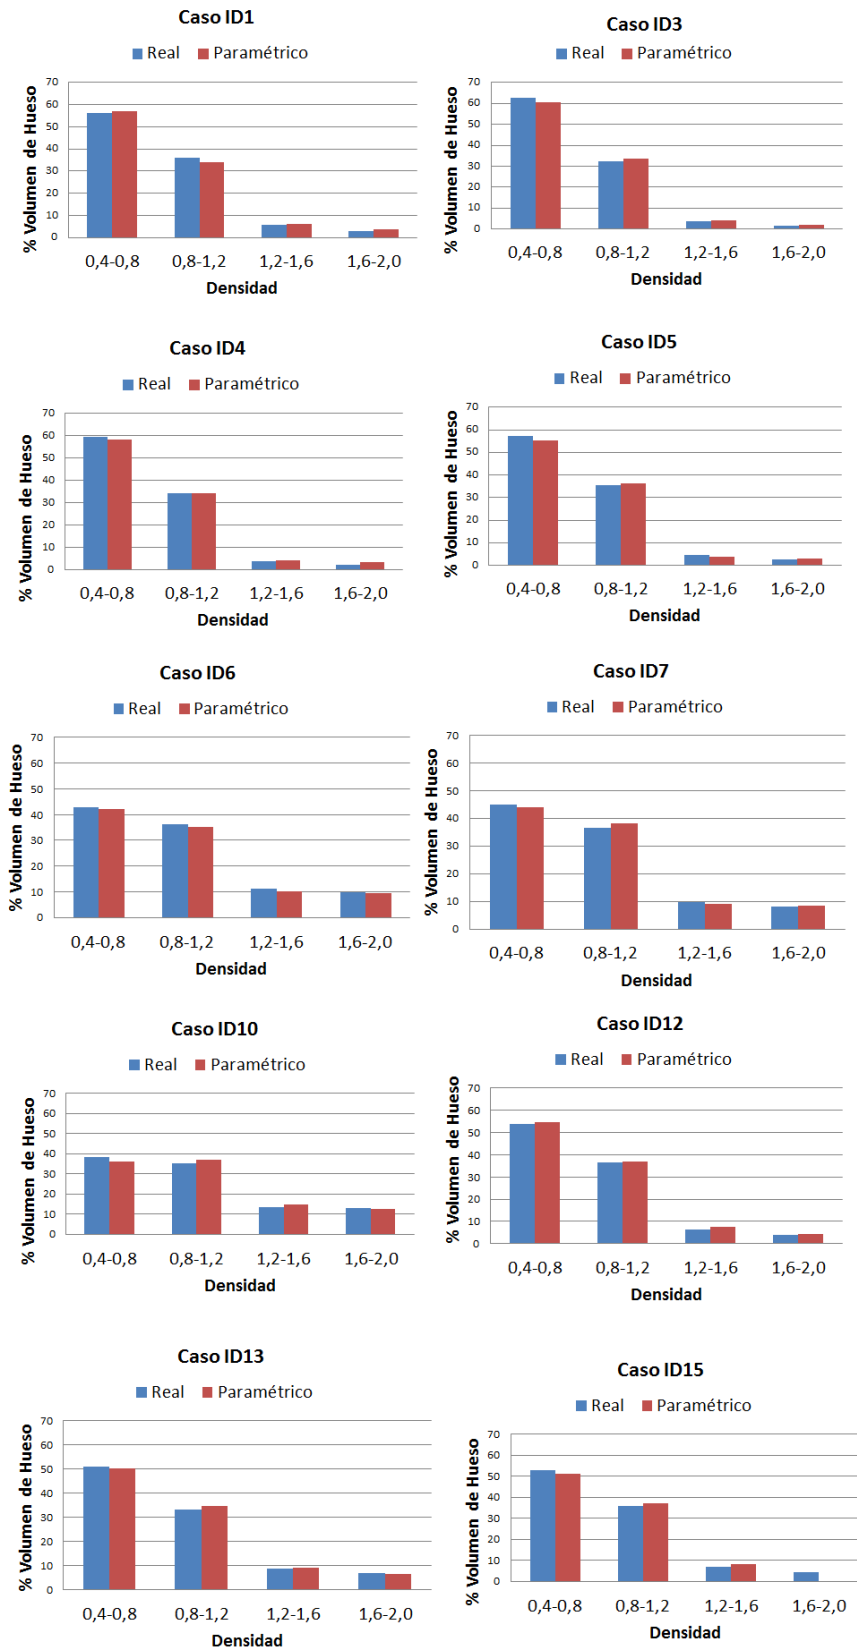 Caso ID1
Real Paramétrico
% Volumen de Hueso
70
60
50
40
30
20
10
0
0,4-0,8 0,8-1,2 1,2-1,6 1,6-2,0
Densidad
Caso ID3
Real Paramétrico
% Volumen de Hueso
70
60
50
40
30
20
10
0
0,4-0,8 0,8-1,2 1,2-1,6 1,6-2,0
Densidad
Caso ID4
Real Paramétrico
% Volumen de Hueso
70
60
50
40
30
20
10
0
0,4-0,8 0,8-1,2 1,2-1,6 1,6-2,0
Densidad
Caso ID5
Real Paramétrico
% Volumen de Hueso
70
60
50
40
30
20
10
0
0,4-0,8 0,8-1,2 1,2-1,6 1,6-2,0
Densidad
Caso ID6
Real Paramétrico
% Volumen de Hueso
70
60
50
40
30
20
10
0
0,4-0,8 0,8-1,2 1,2-1,6 1,6-2,0
Densidad
Caso ID7
Real Paramétrico
% Volumen de Hueso
70
60
50
40
30
20
10
0
0,4-0,8 0,8-1,2 1,2-1,6 1,6-2,0
Densidad
Caso ID10
Real Paramétrico
% Volumen de Hueso
70
60
50
40
30
20
10
0
0,4-0,8 0,8-1,2 1,2-1,6 1,6-2,0
Densidad
Caso ID12
Real Paramétrico
% Volumen de Hueso
70
60
50
40
30
20
10
0
0,4-0,8 0,8-1,2 1,2-1,6 1,6-2,0
Densidad
Caso ID13
Real Paramétrico
% Volumen de Hueso
70
60
50
40
30
20
10
0
0,4-0,8 0,8-1,2 1,2-1,6 1,6-2,0
Densidad
Caso ID15
Real Paramétrico
% Volumen de Hueso
70
60
50
40
30
20
10
0
0,4-0,8 0,8-1,2 1,2-1,6 1,6-2,0
Densidad